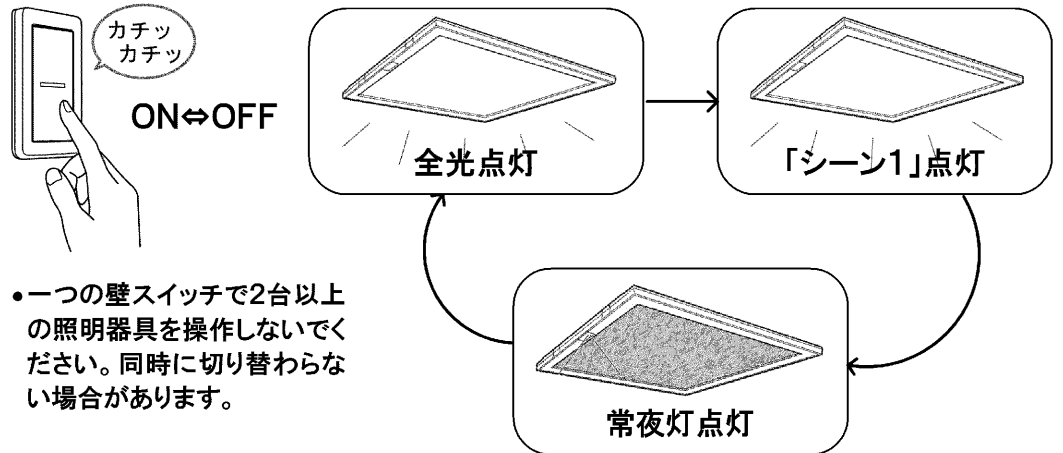 カチッ
カチッ
ON⇔OFF
全光点灯
「シーン1」点灯
常夜灯点灯
•一つの壁スイッチで2台以上
の照明器具を操作しないでく
ださい。同時に切り替わらな
い場合があります。